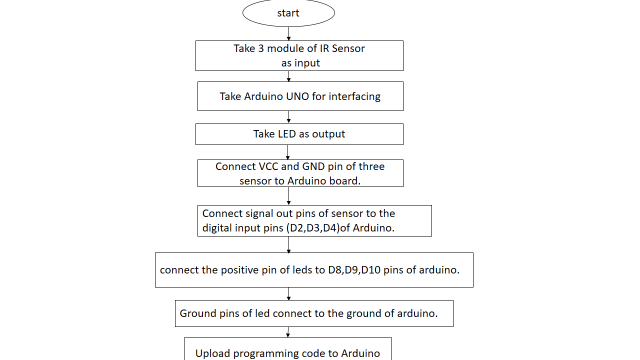 start
Take 3 module of IR Sensor
as input
Take Arduino UNO for interfacing
Take LED as output
Connect VCC and GND pin of three
sensor to Arduino board.
Connect signal out pins of sensor to the
digital input pins (D2,D3,D4)of Arduino.
connect the positive pin of leds to D8,D9,D10 pins of arduino.
Ground pins of led connect to the ground of arduino.
Upload programming code to Arduino